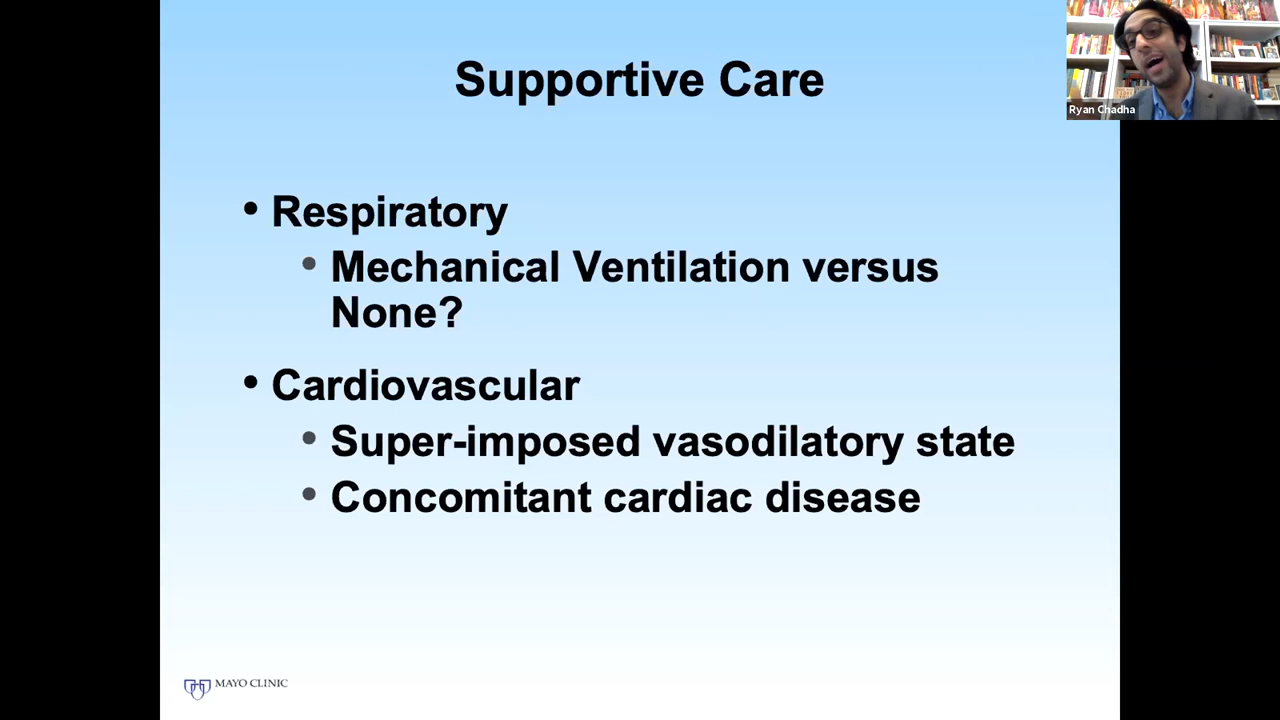 Supportive Care
Ryan Chadha
• Respiratory
• Mechanical Ventilation versus
None?
• Cardiovascular
• Super-imposed vasodilatory state
• Concomitant cardiac disease
MAYO CLINIC